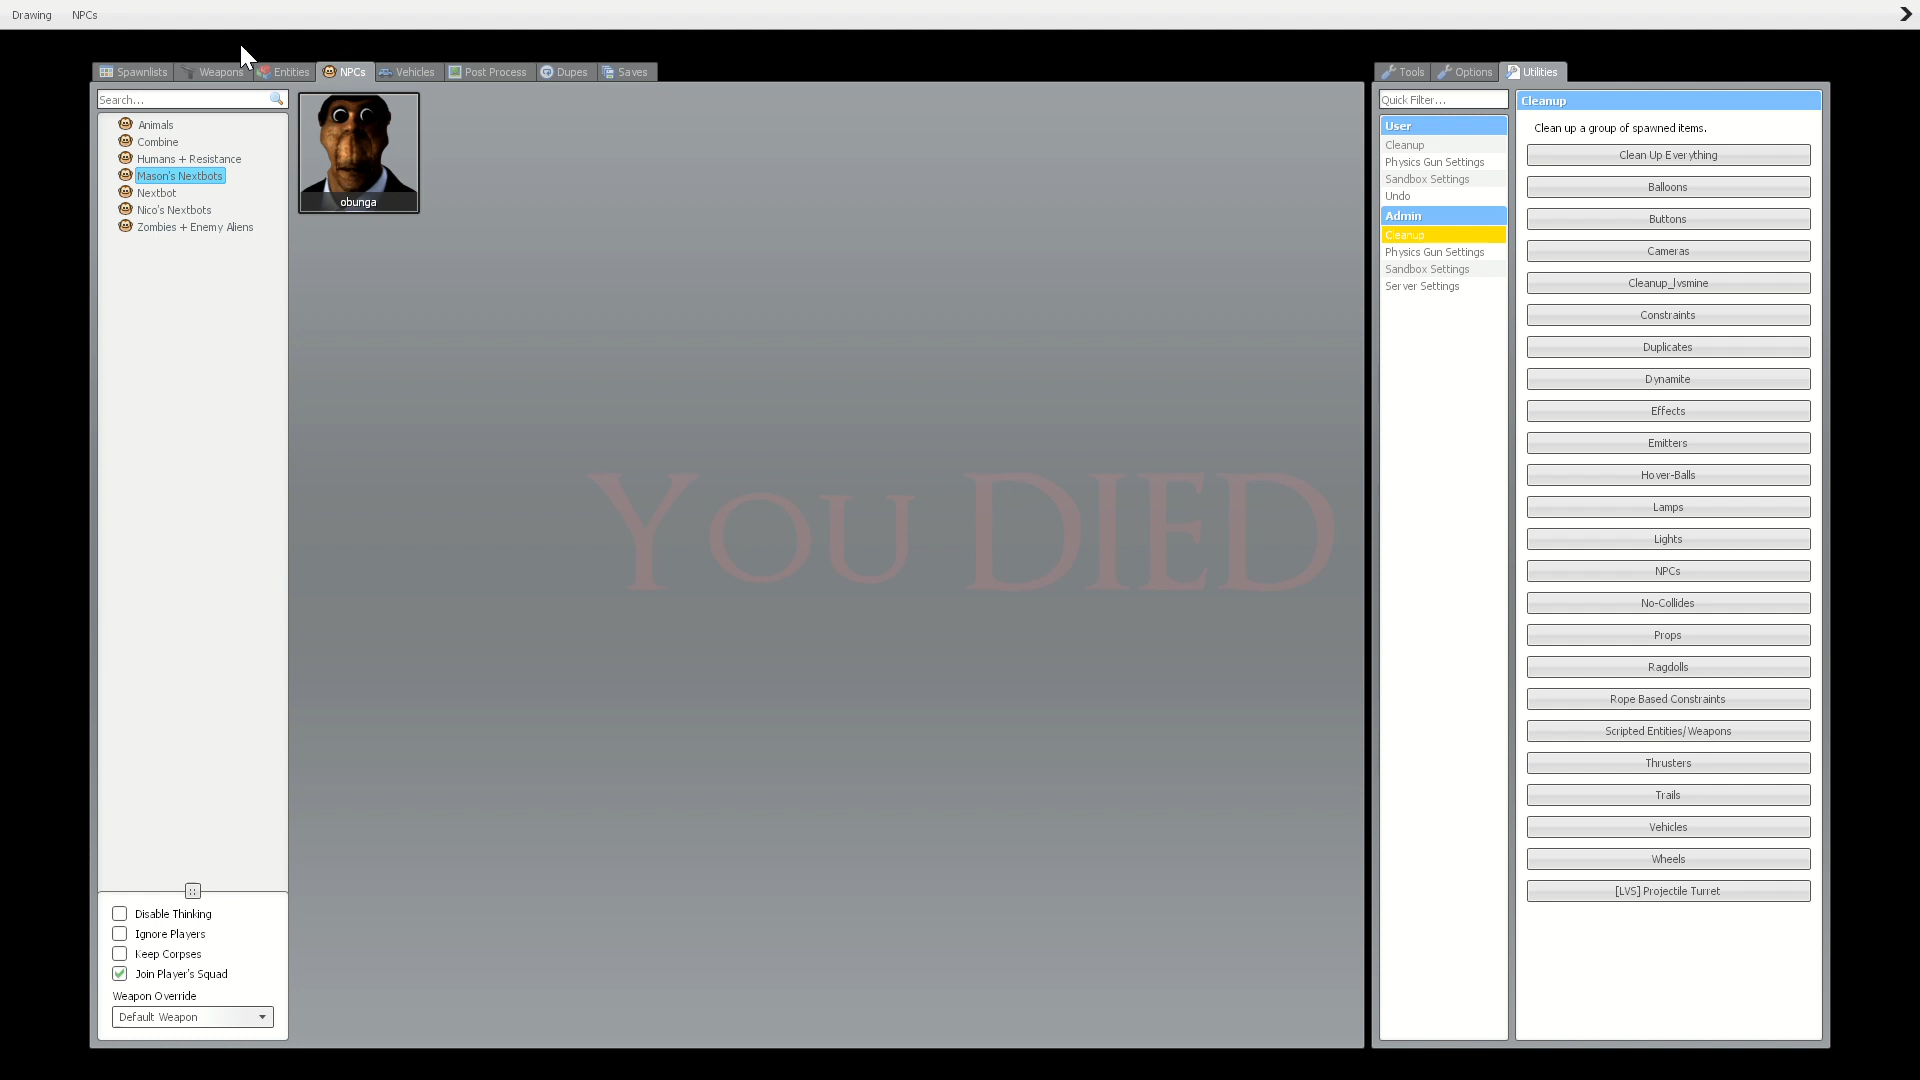 Drawing NPCs
Spawnlists Weapons Entities NPCs Vehicles Post Process Dupes Saves
Search...
Animals
Combine
Humans + Resistance
Mason's Nextbots
Nextbot
Nico's Nextbots
Zombies + Enemy Aliens
obunga
You Died
Disable Thinking
Ignore Players
Keep Corpses
Join Player's Squad
Weapon Override
Default Weapon
Tools Options Utilities
Quick Filter...
User
Cleanup
Physics Gun Settings
Sandbox Settings
Undo
Admin
Cleanup
Physics Gun Settings
Sandbox Settings
Server Settings
Cleanup
Clean up a group of spawned items.
Clean Up Everything
Balloons
Buttons
Cameras
Cleanup_lvsmine
Constraints
Duplicates
Dynamite
Effects
Emitters
Hover-Balls
Lamps
Lights
NPCs
No-Collides
Props
Ragdolls
Rope Based Constraints
Scripted Entities/Weapons
Thrusters
Trails
Vehicles
Wheels
[LVS] Projectile Turret